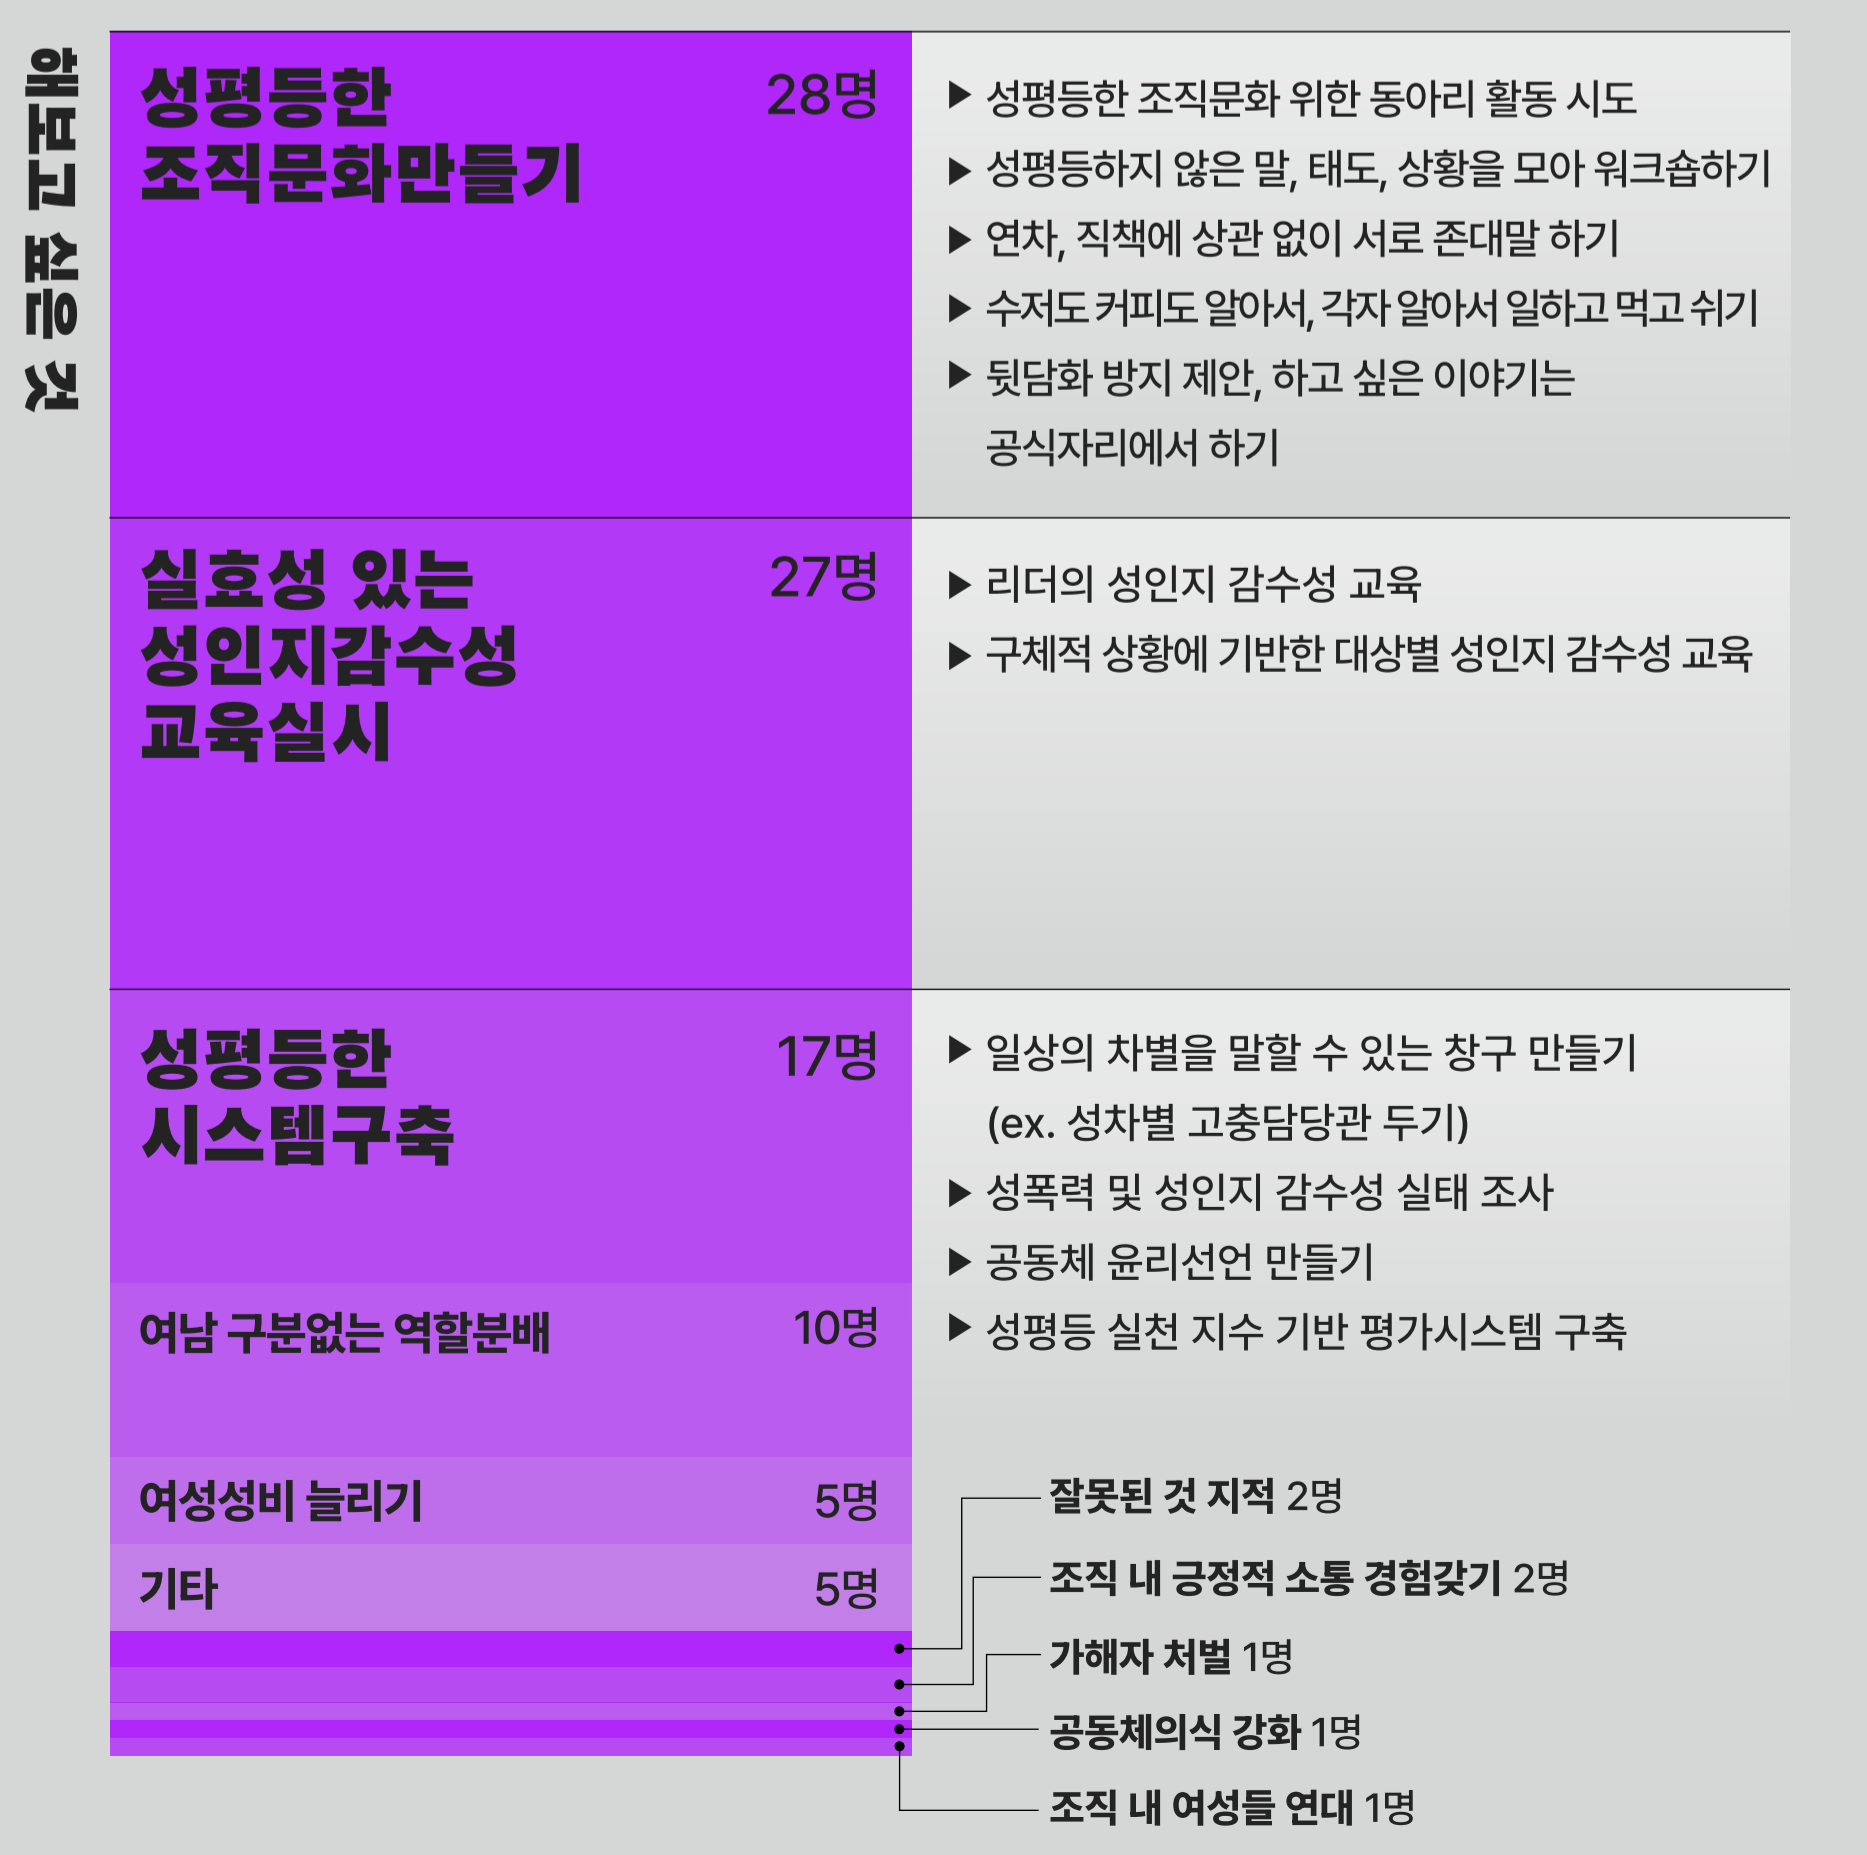 해보고 싶은 것
성평등한
조직문화만들기
28명
▶ 성평등한 조직문화 위한 동아리 활동 시도
▶ 성평등하지 않은 말, 태도, 상황을 모아 워크숍하기
▶ 연차, 직책에 상관 없이 서로 존대말 하기
▶ 수저도 커피도 알아서, 각자 알아서 일하고 먹고 쉬기
▶ 뒷담화 방지 제안, 하고 싶은 이야기는
공식자리에서 하기
실효성 있는
성인지감수성
교육실시
27명
▶ 리더의 성인지 감수성 교육
▶ 구체적 상황에 기반한 대상별 성인지 감수성 교육
성평등한
시스템구축
17명
▶ 일상의 차별을 말할 수 있는 창구 만들기
(ex. 성차별 고충담당관 두기)
▶ 성폭력 및 성인지 감수성 실태 조사
▶ 공동체 윤리선언 만들기
▶ 성평등 실천 지수 기반 평가시스템 구축
여남 구분없는 역할분배 10명
여성성비 늘리기 5명
기타 5명
잘못된 것 지적 2명
조직 내 긍정적 소통 경험갖기 2명
가해자 처벌 1명
공동체의식 강화 1명
조직 내 여성들 연대 1명